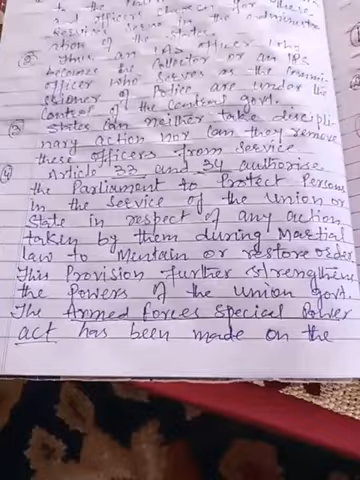 to the
and officers
services serve in the administra
tion of the states.
② Thus an IAS officer who
becomes the collector or an IPS
officer who serves as the commi-
ssioner of Police are under the
control of the central govt.
③ States can neither take discipli-
nary action nor can they remove
these officers from service
④ Article 33 and 34 authorise
the Parliament to Protect Persons
in the service of the union or
State in respect of any action
taken by them during Martial
law to Mentain or restore order
This Provision further strengthens
the Powers of the union govt.
The Armed forces special Power
act has been made on the